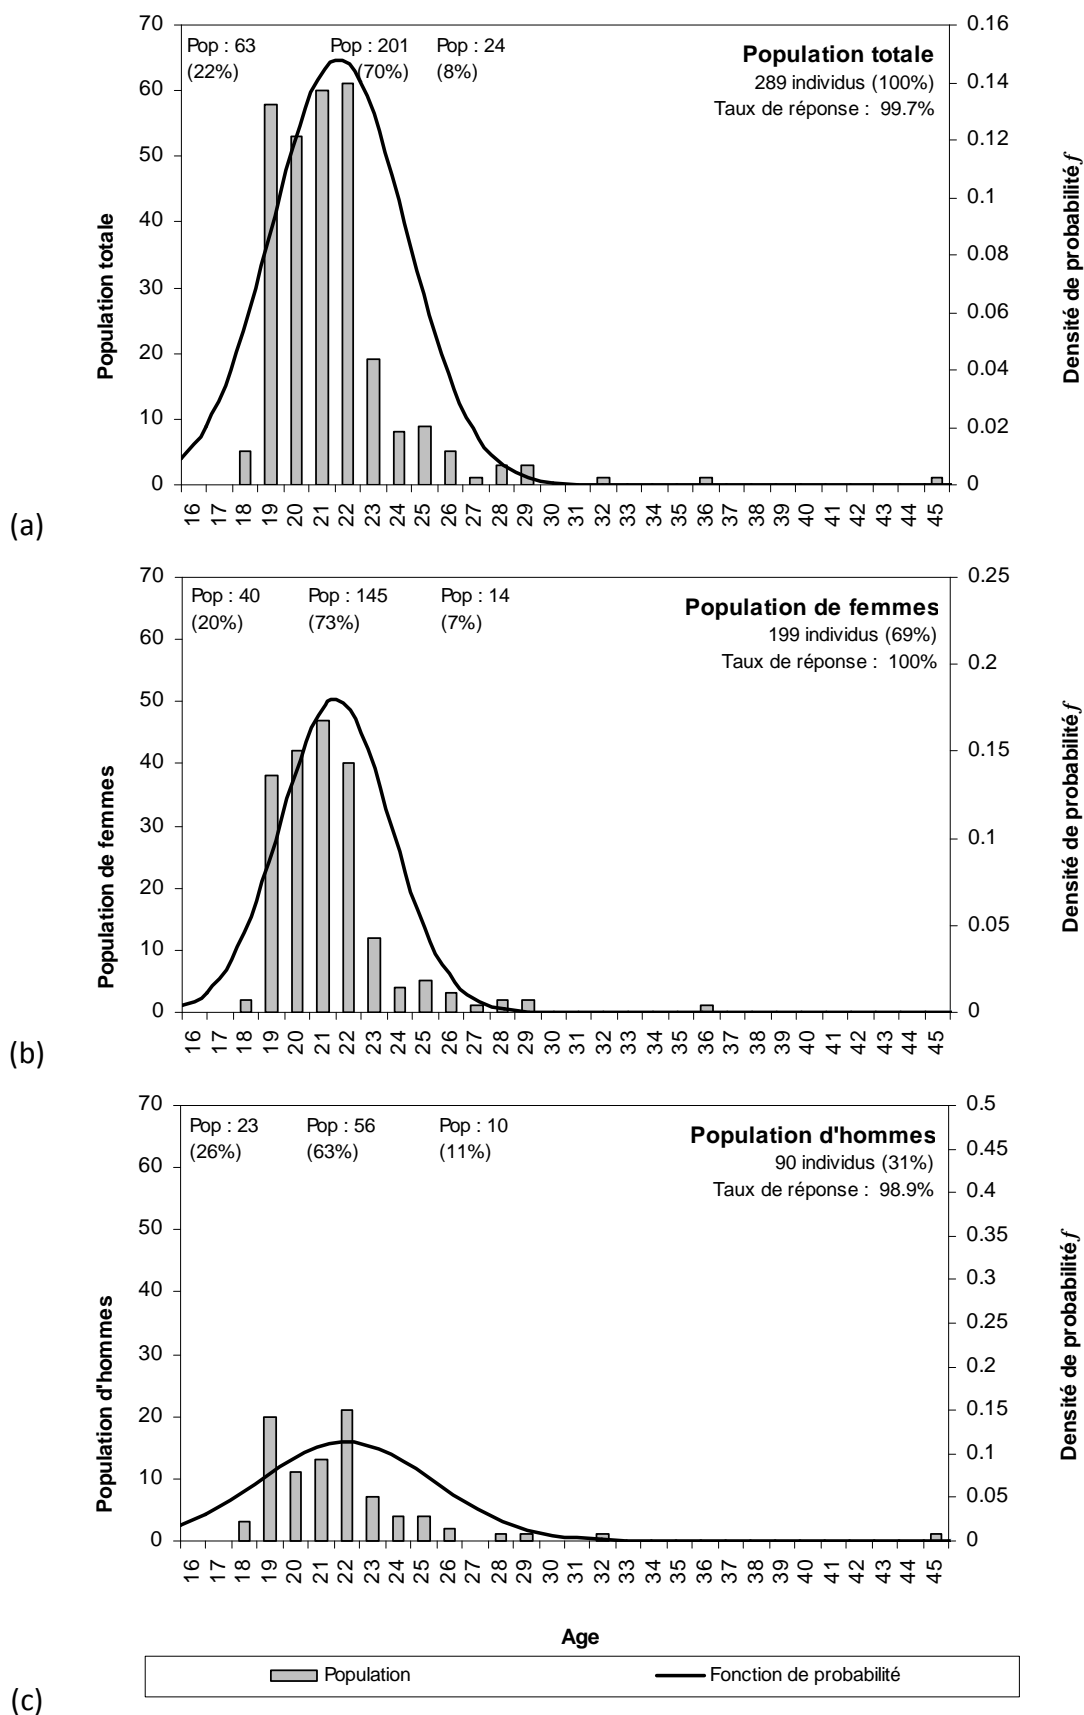 Pop : 63 Pop : 201 Pop : 24
(22%) (70%) (8%)
Population totale
289 individus (100%)
Taux de réponse : 99.7%
70
60
50
40
30
20
10
0
Population totale
0.16
0.14
0.12
0.1
0.08
0.06
0.04
0.02
0
Densité de probabilité f
16 17 18 19 20 21 22 23 24 25 26 27 28 29 30 31 32 33 34 35 36 37 38 39 40 41 42 43 44 45
(a)
Pop : 40 Pop : 145 Pop : 14
(20%) (73%) (7%)
Population de femmes
199 individus (69%)
Taux de réponse : 100%
70
60
50
40
30
20
10
0
Population de femmes
0.25
0.2
0.15
0.1
0.05
0
Densité de probabilité f
16 17 18 19 20 21 22 23 24 25 26 27 28 29 30 31 32 33 34 35 36 37 38 39 40 41 42 43 44 45
(b)
Pop : 23 Pop : 56 Pop : 10
(26%) (63%) (11%)
Population d'hommes
90 individus (31%)
Taux de réponse : 98.9%
70
60
50
40
30
20
10
0
Population d'hommes
0.5
0.45
0.4
0.35
0.3
0.25
0.2
0.15
0.1
0.05
0
Densité de probabilité f
16 17 18 19 20 21 22 23 24 25 26 27 28 29 30 31 32 33 34 35 36 37 38 39 40 41 42 43 44 45
Age
Population Fonction de probabilité
(c)